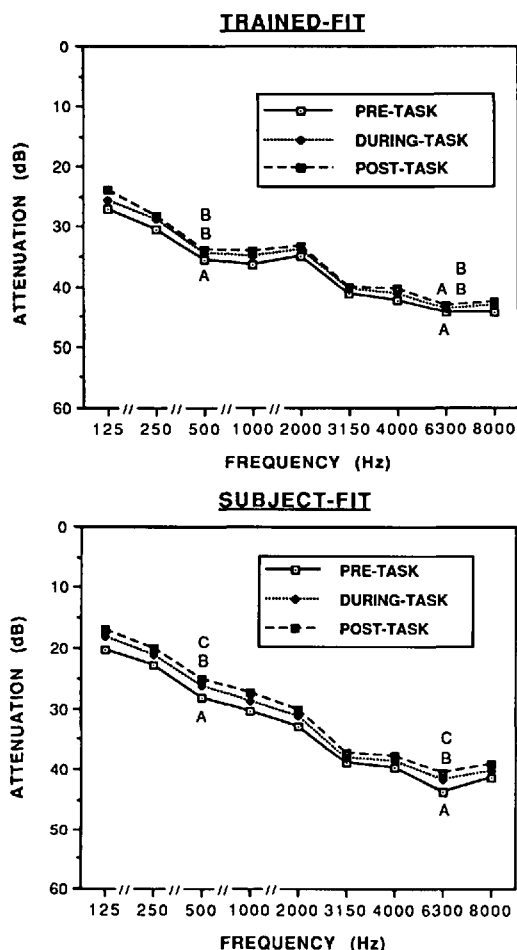 TRAINED-FIT
0
10
20
30
40
50
60
ATTENUATION (dB)
PRE-TASK
DURING-TASK
POST-TASK
B
B
A
B
A B
A
125 // 250 // 500 // 1000 // 2000 3150 4000 6300 8000
FREQUENCY (Hz)
SUBJECT-FIT
0
10
20
30
40
50
60
ATTENUATION (dB)
PRE-TASK
DURING-TASK
POST-TASK
C
B
A
C
B
A
125 // 250 // 500 // 1000 // 2000 3150 4000 6300 8000
FREQUENCY (Hz)